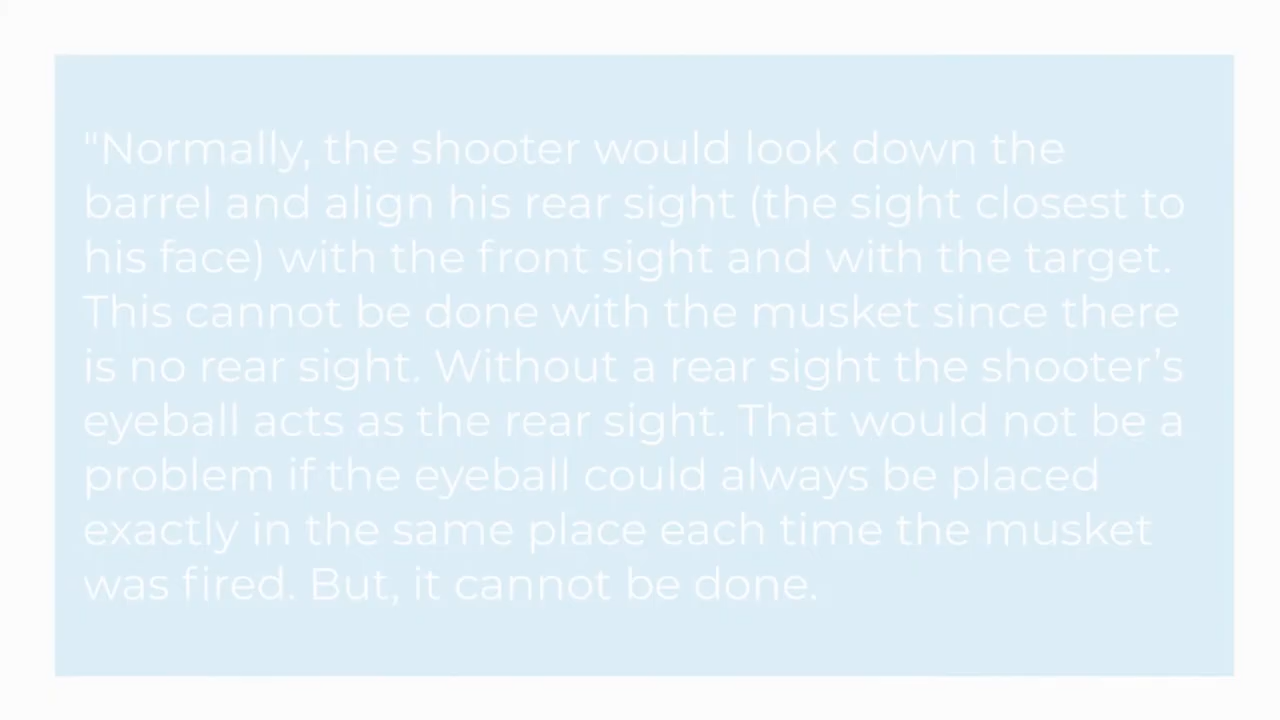 "Normally, the shooter would look down the
barrel and align his rear sight (the sight closest to
his face) with the front sight and with the target.
This cannot be done with the musket since there
is no rear sight. Without a rear sight the shooter’s
eyeball acts as the rear sight. That would not be a
problem if the eyeball could always be placed
exactly in the same place each time the musket
was fired. But, it cannot be done.